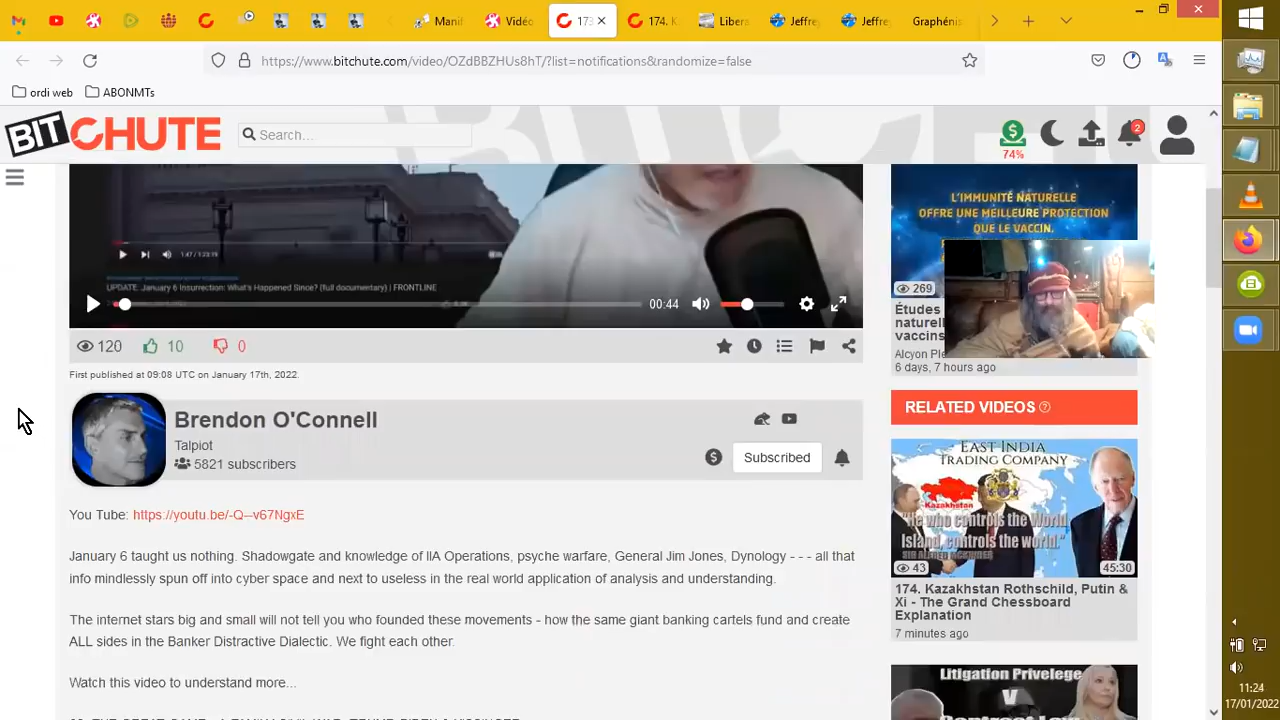 Manif
Vidéo
173
174. K
Libera
Jeffrey
Jeffrey
Graphénis
https://www.bitchute.com/video/OZdBBZHUs8hT/?list=notifications&randomize=false
ordi web
ABONMTs
BITCHUTE
Search...
74%
2
UPDATE: January 6 Insurrection: What's Happened Since? (full documentary) | FRONTLINE
00:44
120
10
0
First published at 09:08 UTC on January 17th, 2022.
Brendon O'Connell
Talpiot
5821 subscribers
Subscribed
You Tube: https://youtu.be/-Q--v67NgxE
January 6 taught us nothing. Shadowgate and knowledge of IIA Operations, psyche warfare, General Jim Jones, Dynology - - - all that
info mindlessly spun off into cyber space and next to useless in the real world application of analysis and understanding.
The internet stars big and small will not tell you who founded these movements - how the same giant banking cartels fund and create
ALL sides in the Banker Distractive Dialectic. We fight each other.
Watch this video to understand more...
L'IMMUNITÉ NATURELLE
OFFRE UNE MEILLEURE PROTECTION
QUE LE VACCIN.
269
Études
naturel
vaccins
Alcyon Ple
6 days, 7 hours ago
RELATED VIDEOS
EAST INDIA
TRADING COMPANY
Kazakhstan
"He who controls the World
Island, controls the world."
43
45:30
174. Kazakhstan Rothschild, Putin &
Xi - The Grand Chessboard
Explanation
7 minutes ago
Litigation Privelege
V
Contract Law
11:24
17/01/2022